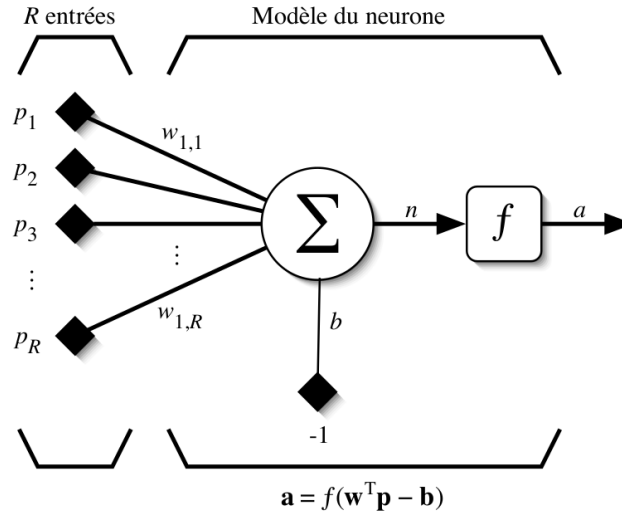 R entrées
Modèle du neurone
p1
w1,1
p2
p3
⋮
⋮
pR
w1,R
Σ
n
f
a
b
-1
a = f(wᵀp – b)